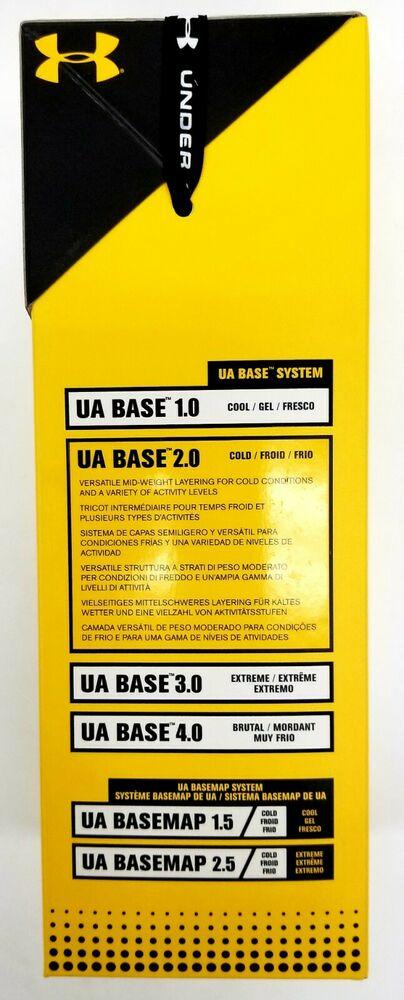 UNDER
UA BASE™ SYSTEM
UA BASE™ 1.0 COOL / GEL / FRESCO
UA BASE™ 2.0 COLD / FROID / FRIO
VERSATILE MID-WEIGHT LAYERING FOR COLD CONDITIONS
AND A VARIETY OF ACTIVITY LEVELS
TRICOT INTERMÉDIAIRE POUR TEMPS FROID ET
PLUSIEURS TYPES D'ACTIVITÉS
SISTEMA DE CAPAS SEMILIGERO Y VERSÁTIL PARA
CONDICIONES FRÍAS Y UNA VARIEDAD DE NIVELES DE
ACTIVIDAD
VERSATILE STRUTTURA A STRATI DI PESO MODERATO
PER CONDIZIONI DI FREDDO E UN'AMPIA GAMMA DI
LIVELLI DI ATTIVITÀ
VIELSEITIGES MITTELSCHWERES LAYERING FÜR KALTES
WETTER UND EINE VIELZAHL VON AKTIVITÄTSSTUFEN
CAMADA VERSÁTIL DE PESO MODERADO PARA CONDIÇÕES
DE FRIO E PARA UMA GAMA DE NÍVEIS DE ATIVIDADES
UA BASE™ 3.0 EXTREME / EXTRÊME
EXTREMO
UA BASE™ 4.0 BRUTAL / MORDANT
MUY FRIO
UA BASEMAP SYSTEM
SYSTÈME BASEMAP DE UA / SISTEMA BASEMAP DE UA
UA BASEMAP 1.5
COLD
FROID
FRIO
COOL
GEL
FRESCO
UA BASEMAP 2.5
COLD
FROID
FRIO
EXTREME
EXTRÊME
EXTREMO